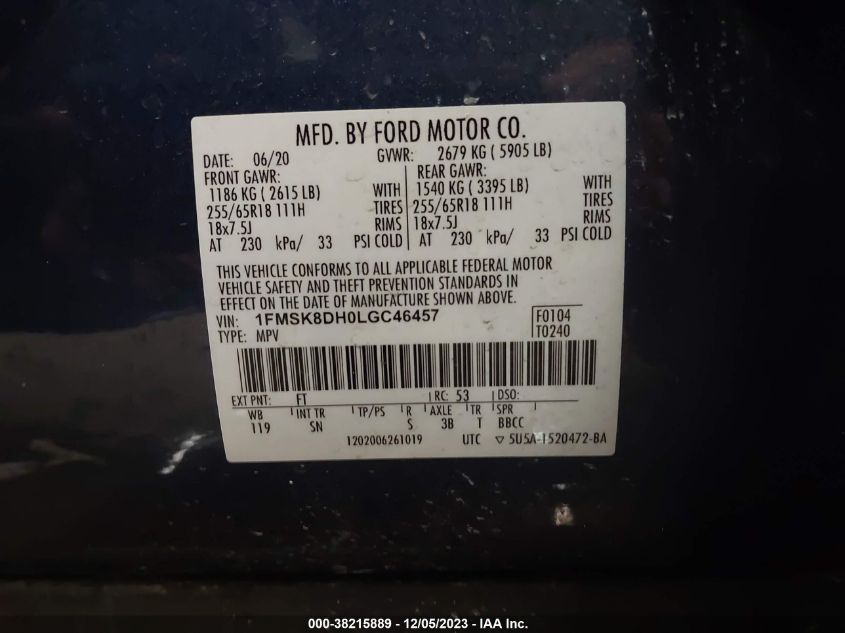 MFD. BY FORD MOTOR CO.
DATE: 06/20 GVWR: 2679 KG ( 5905 LB)
FRONT GAWR: REAR GAWR:
1186 KG ( 2615 LB) WITH 1540 KG ( 3395 LB) WITH
255/65R18 111H TIRES 255/65R18 111H TIRES
18x7.5J RIMS 18x7.5J RIMS
AT 230 kPa/ 33 PSI COLD AT 230 kPa/ 33 PSI COLD
THIS VEHICLE CONFORMS TO ALL APPLICABLE FEDERAL MOTOR
VEHICLE SAFETY AND THEFT PREVENTION STANDARDS IN
EFFECT ON THE DATE OF MANUFACTURE SHOWN ABOVE.
VIN: 1FMSK8DH0LGC46457 F0104
TYPE: MPV T0240
EXT PNT: FT RC: 53 DSO:
WB INT TR TP/PS R AXLE TR SPR
119 SN S 3B T BBCC
1202006261019 UTC ▽ 5U5A-1520472-BA
000-38215889 - 12/05/2023 - IAA Inc.